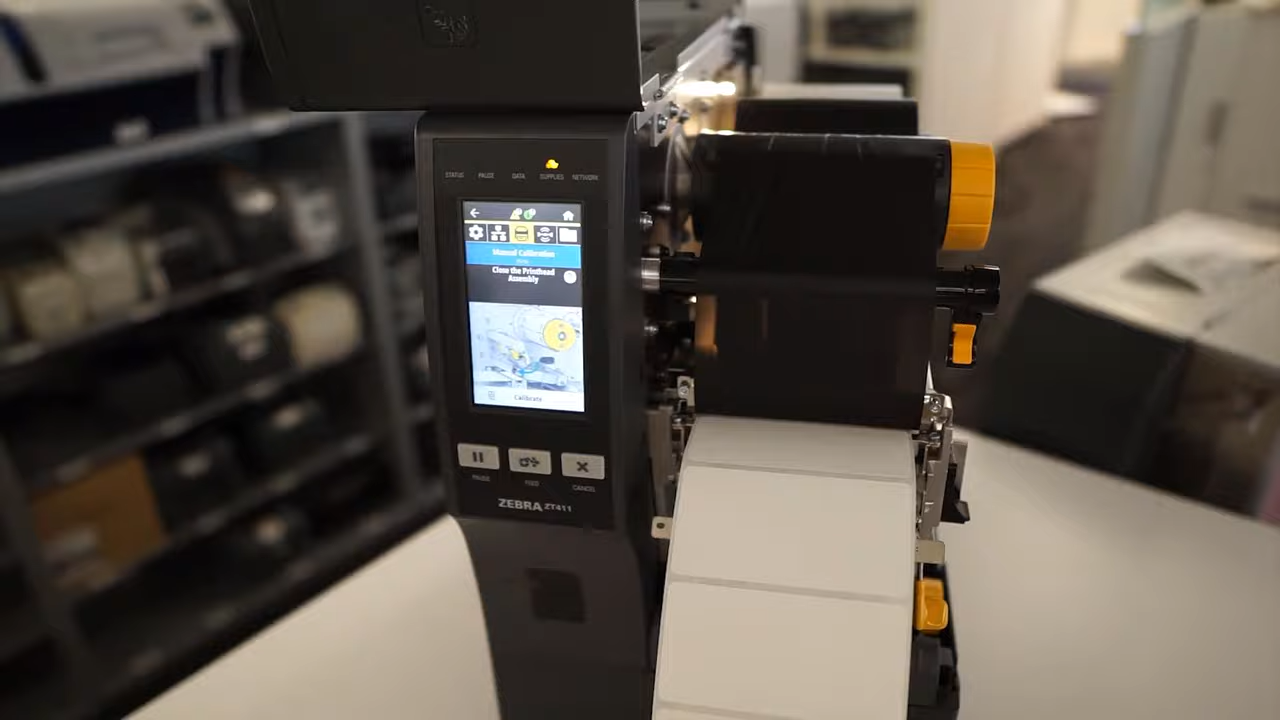 STATUS PAUSE DATA SUPPLIES NETWORK
Manual Calibration
Close the Printhead
Assembly
Calibrate
PAUSE FEED CANCEL
ZEBRA ZT411